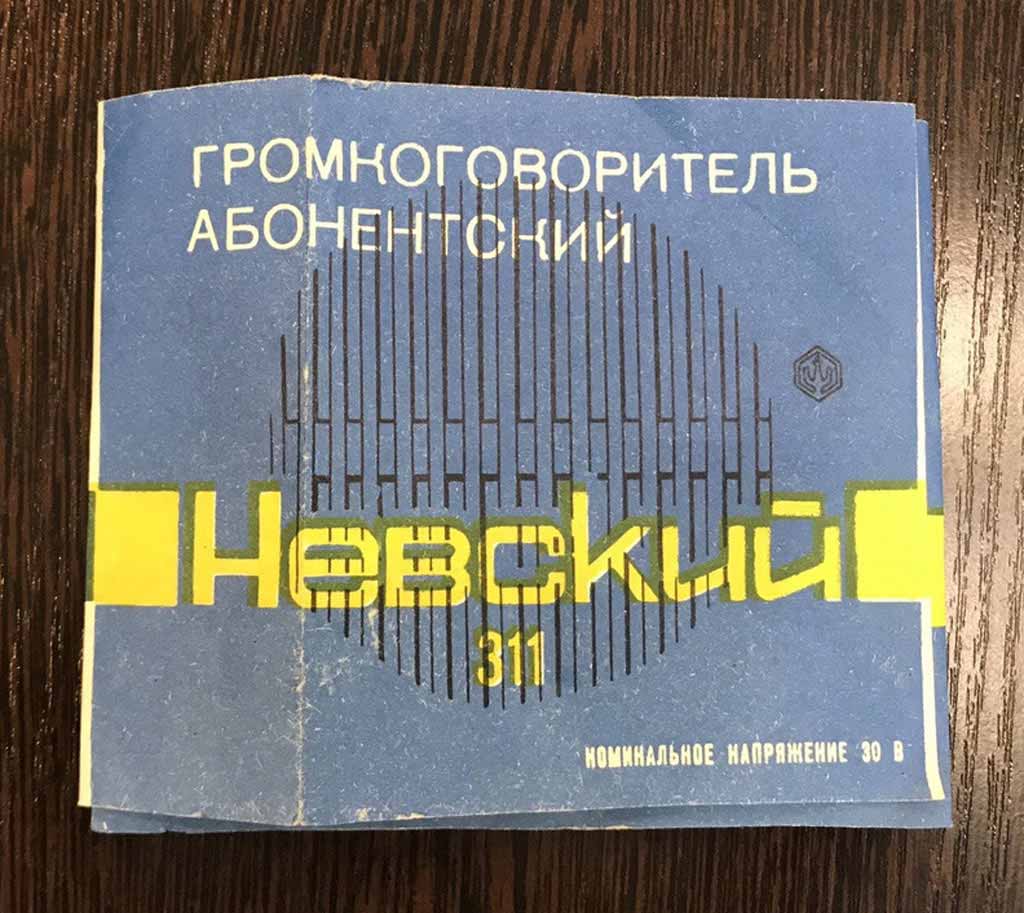 ГРОМКОГОВОРИТЕЛЬ
АБОНЕНТСКИЙ
Невский
311
НОМИНАЛЬНОЕ НАПРЯЖЕНИЕ 30 В